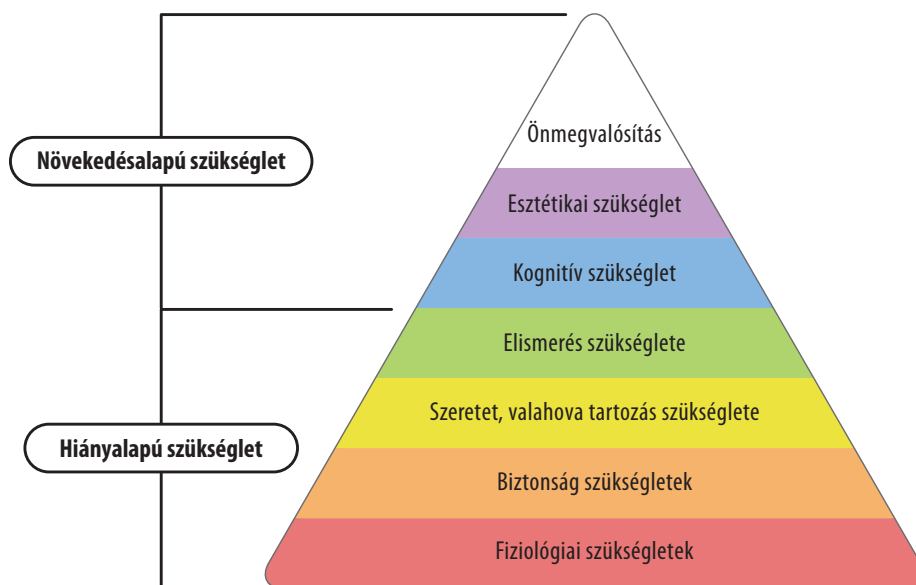 Önmegvalósítás
Növekedésalapú szükséglet
Esztétikai szükséglet
Kognitív szükséglet
Elismerés szükséglete
Szeretet, valahova tartozás szükséglete
Hiányalapú szükséglet
Biztonság szükségletek
Fiziológiai szükségletek